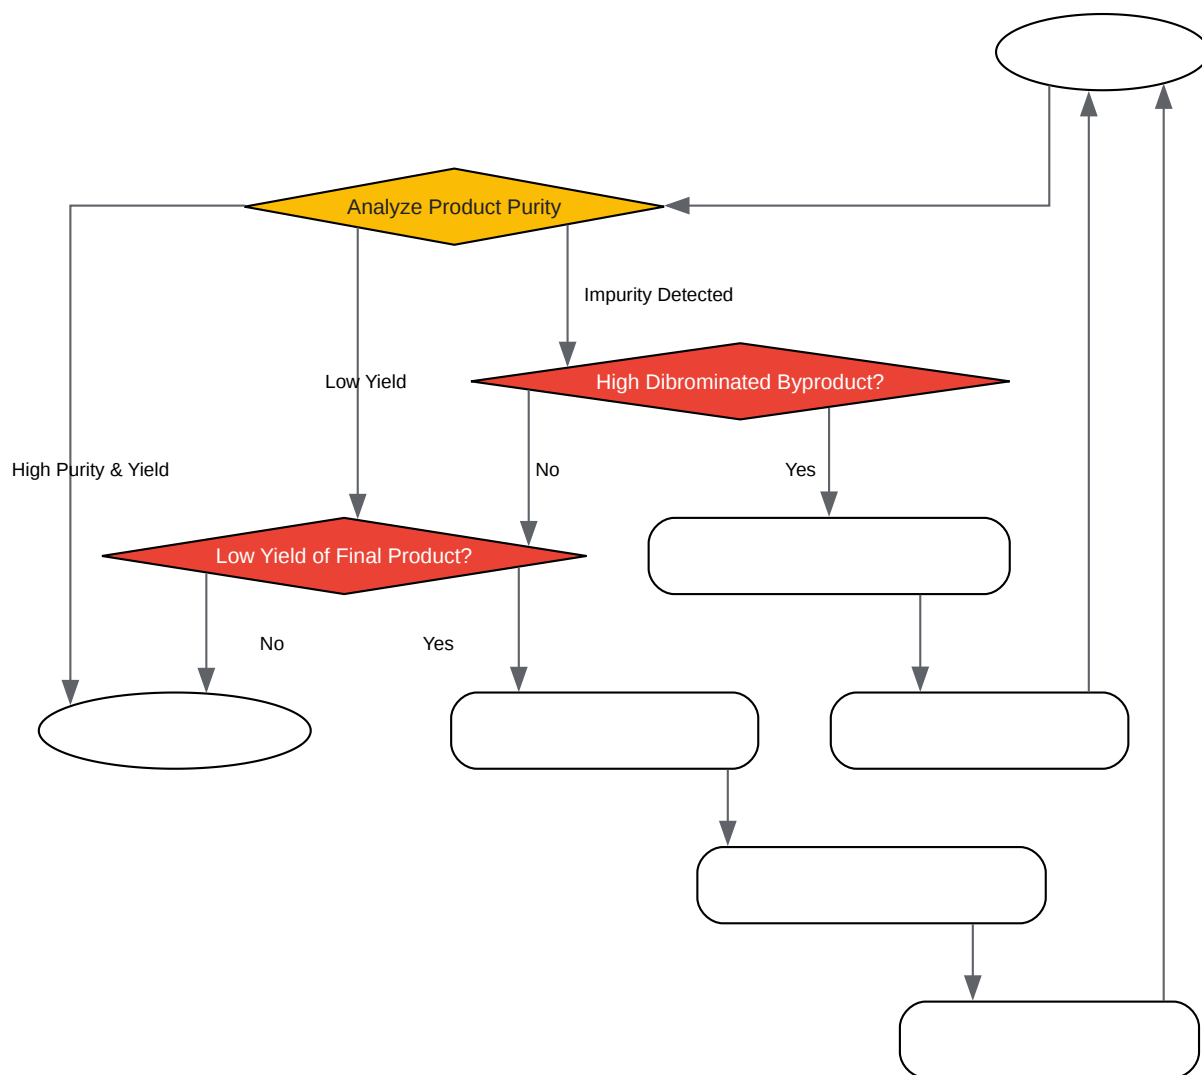 Analyze Product Purity
Impurity Detected
Low Yield
High Dibrominated Byproduct?
High Purity & Yield
No
Yes
Low Yield of Final Product?
No
Yes